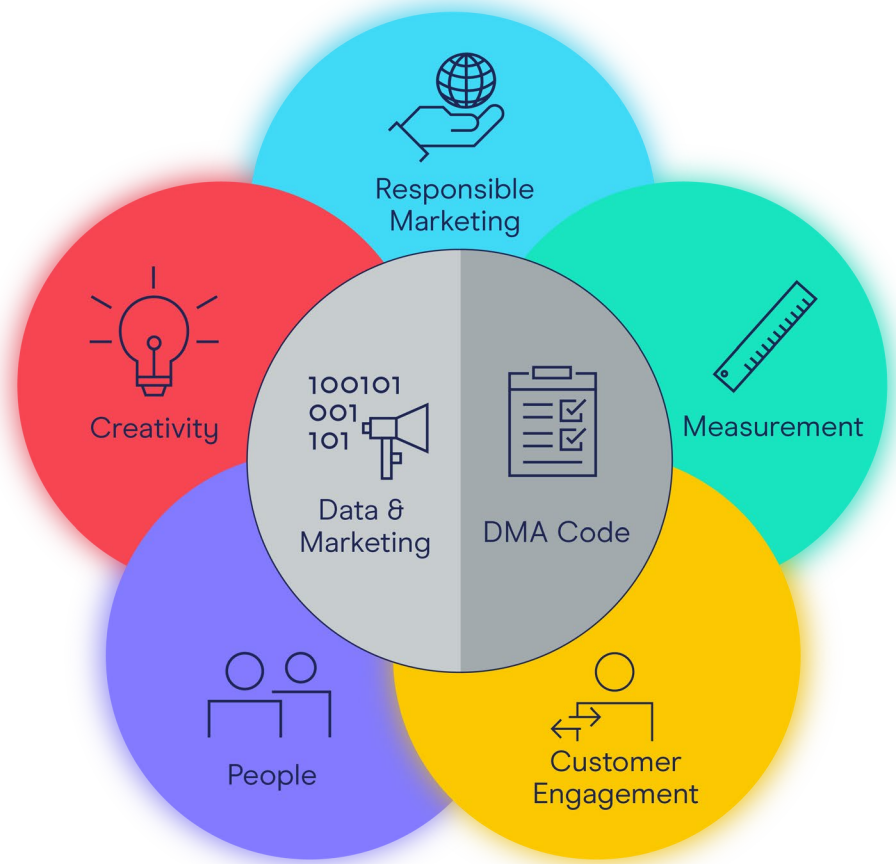 Responsible
Marketing
Creativity
Measurement
100101
001
101
Data &
Marketing
DMA Code
People
Customer
Engagement